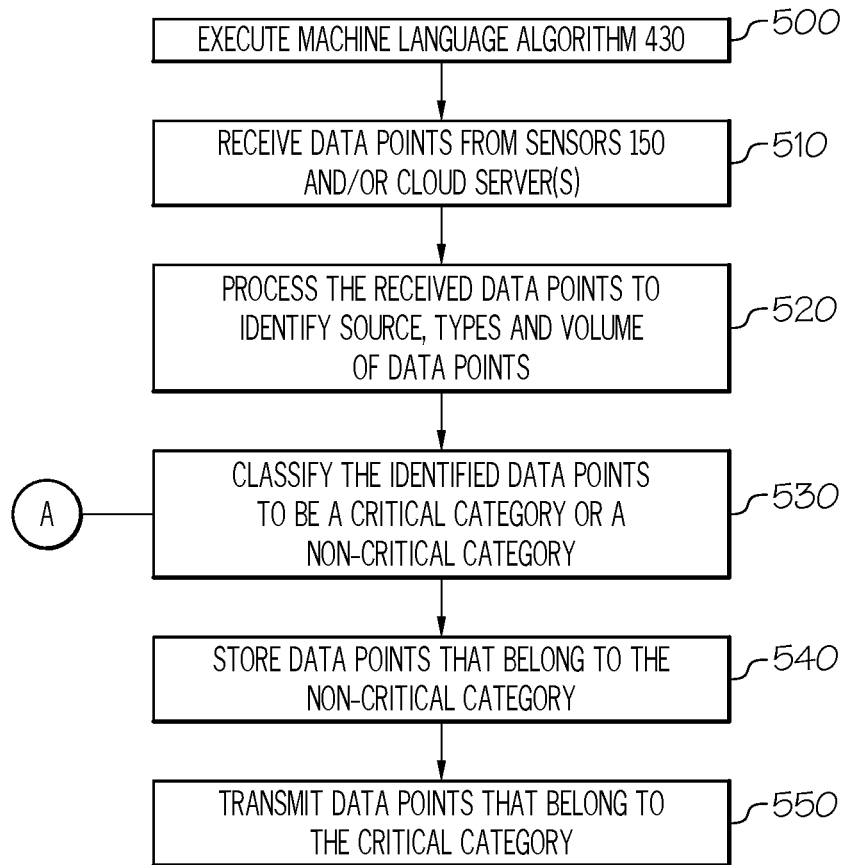 EXECUTE MACHINE LANGUAGE ALGORITHM 430
500
RECEIVE DATA POINTS FROM SENSORS 150
AND/OR CLOUD SERVER(S)
510
PROCESS THE RECEIVED DATA POINTS TO
IDENTIFY SOURCE, TYPES AND VOLUME
OF DATA POINTS
520
A
CLASSIFY THE IDENTIFIED DATA POINTS
TO BE A CRITICAL CATEGORY OR A
NON-CRITICAL CATEGORY
530
STORE DATA POINTS THAT BELONG TO THE
NON-CRITICAL CATEGORY
540
TRANSMIT DATA POINTS THAT BELONG TO
THE CRITICAL CATEGORY
550